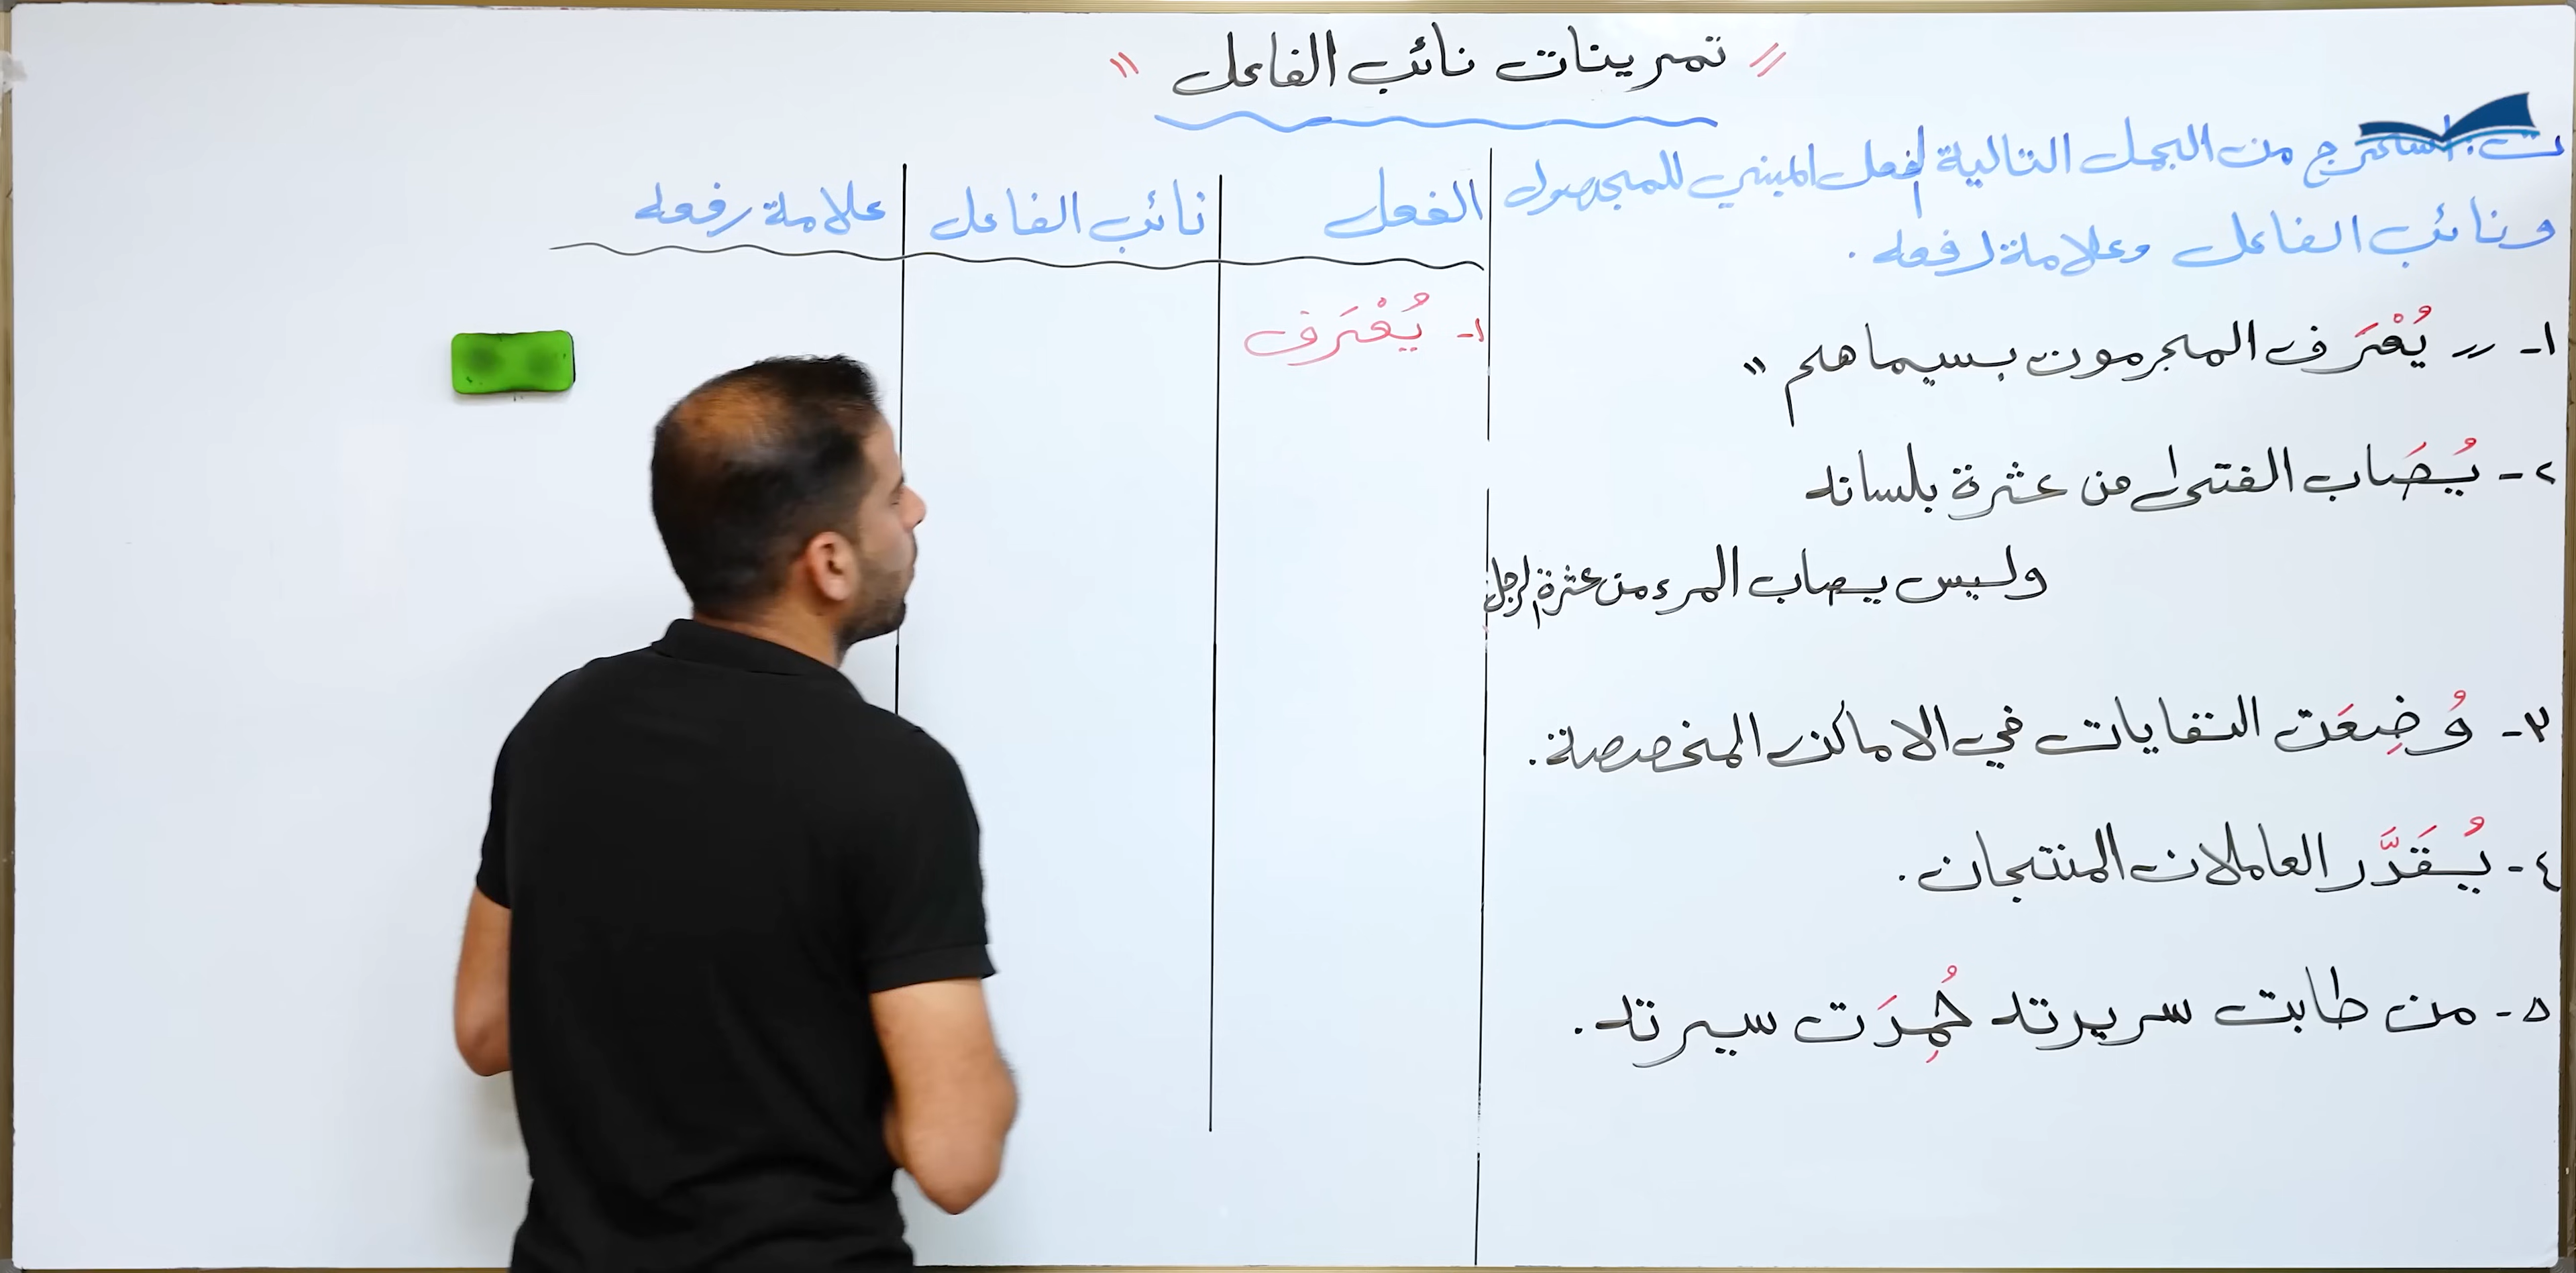 〃 تمرينات نائب الفاعل 〃
ت: استخرج من الجمل التالية الفعل المبني للمجهول
ونائب الفاعل وعلامة رفعه .
١- " يُعْرَف المجرمون بسيماهم "
٢- يُصَاب الفتى من عثرة بلسانه
وليس يصاب المرء من عثرة الرجل
٣- وُضِعَت النفايات في الاماكن المخصصة.
٤- يُقَدَّر العاملان المنتجان.
٥- من طابت سريرته حُمِدَت سيرته.
الفعل
نائب الفاعل
علامة رفعه
١- يُعْرَف